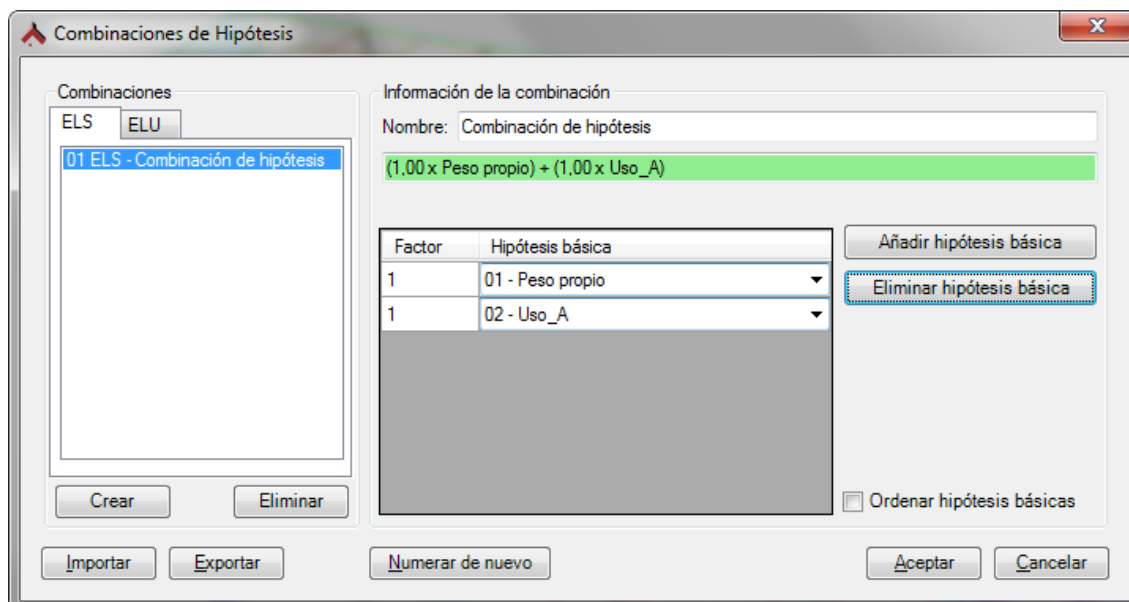 Combinaciones de Hipótesis
Combinaciones
ELS ELU
01 ELS - Combinación de hipótesis
Crear Eliminar
Información de la combinación
Nombre: Combinación de hipótesis
(1,00 x Peso propio) + (1,00 x Uso_A)
Factor Hipótesis básica
1 01 - Peso propio
1 02 - Uso_A
Añadir hipótesis básica
Eliminar hipótesis básica
Ordenar hipótesis básicas
Importar Exportar Numerar de nuevo Aceptar Cancelar